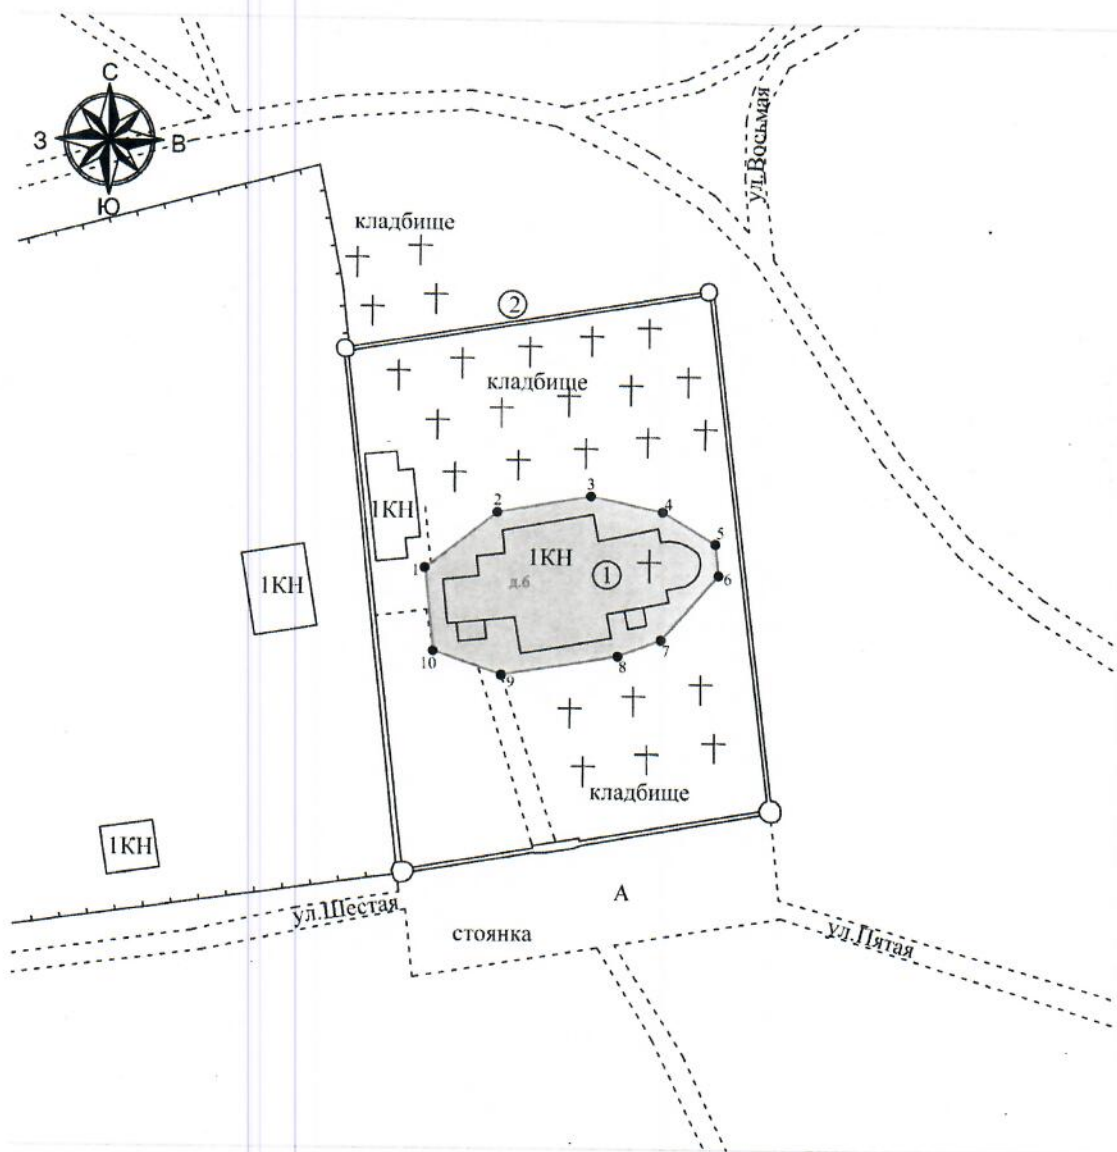 С
З
В
Ю
ул.Восьмая
кладбище
2
кладбище
1КН
3
2
4
5
1КН
1
6
1
д.б
1КН
7
8
10
9
кладбище
1КН
А
ул.Шестая
стоянка
ул.Пятая